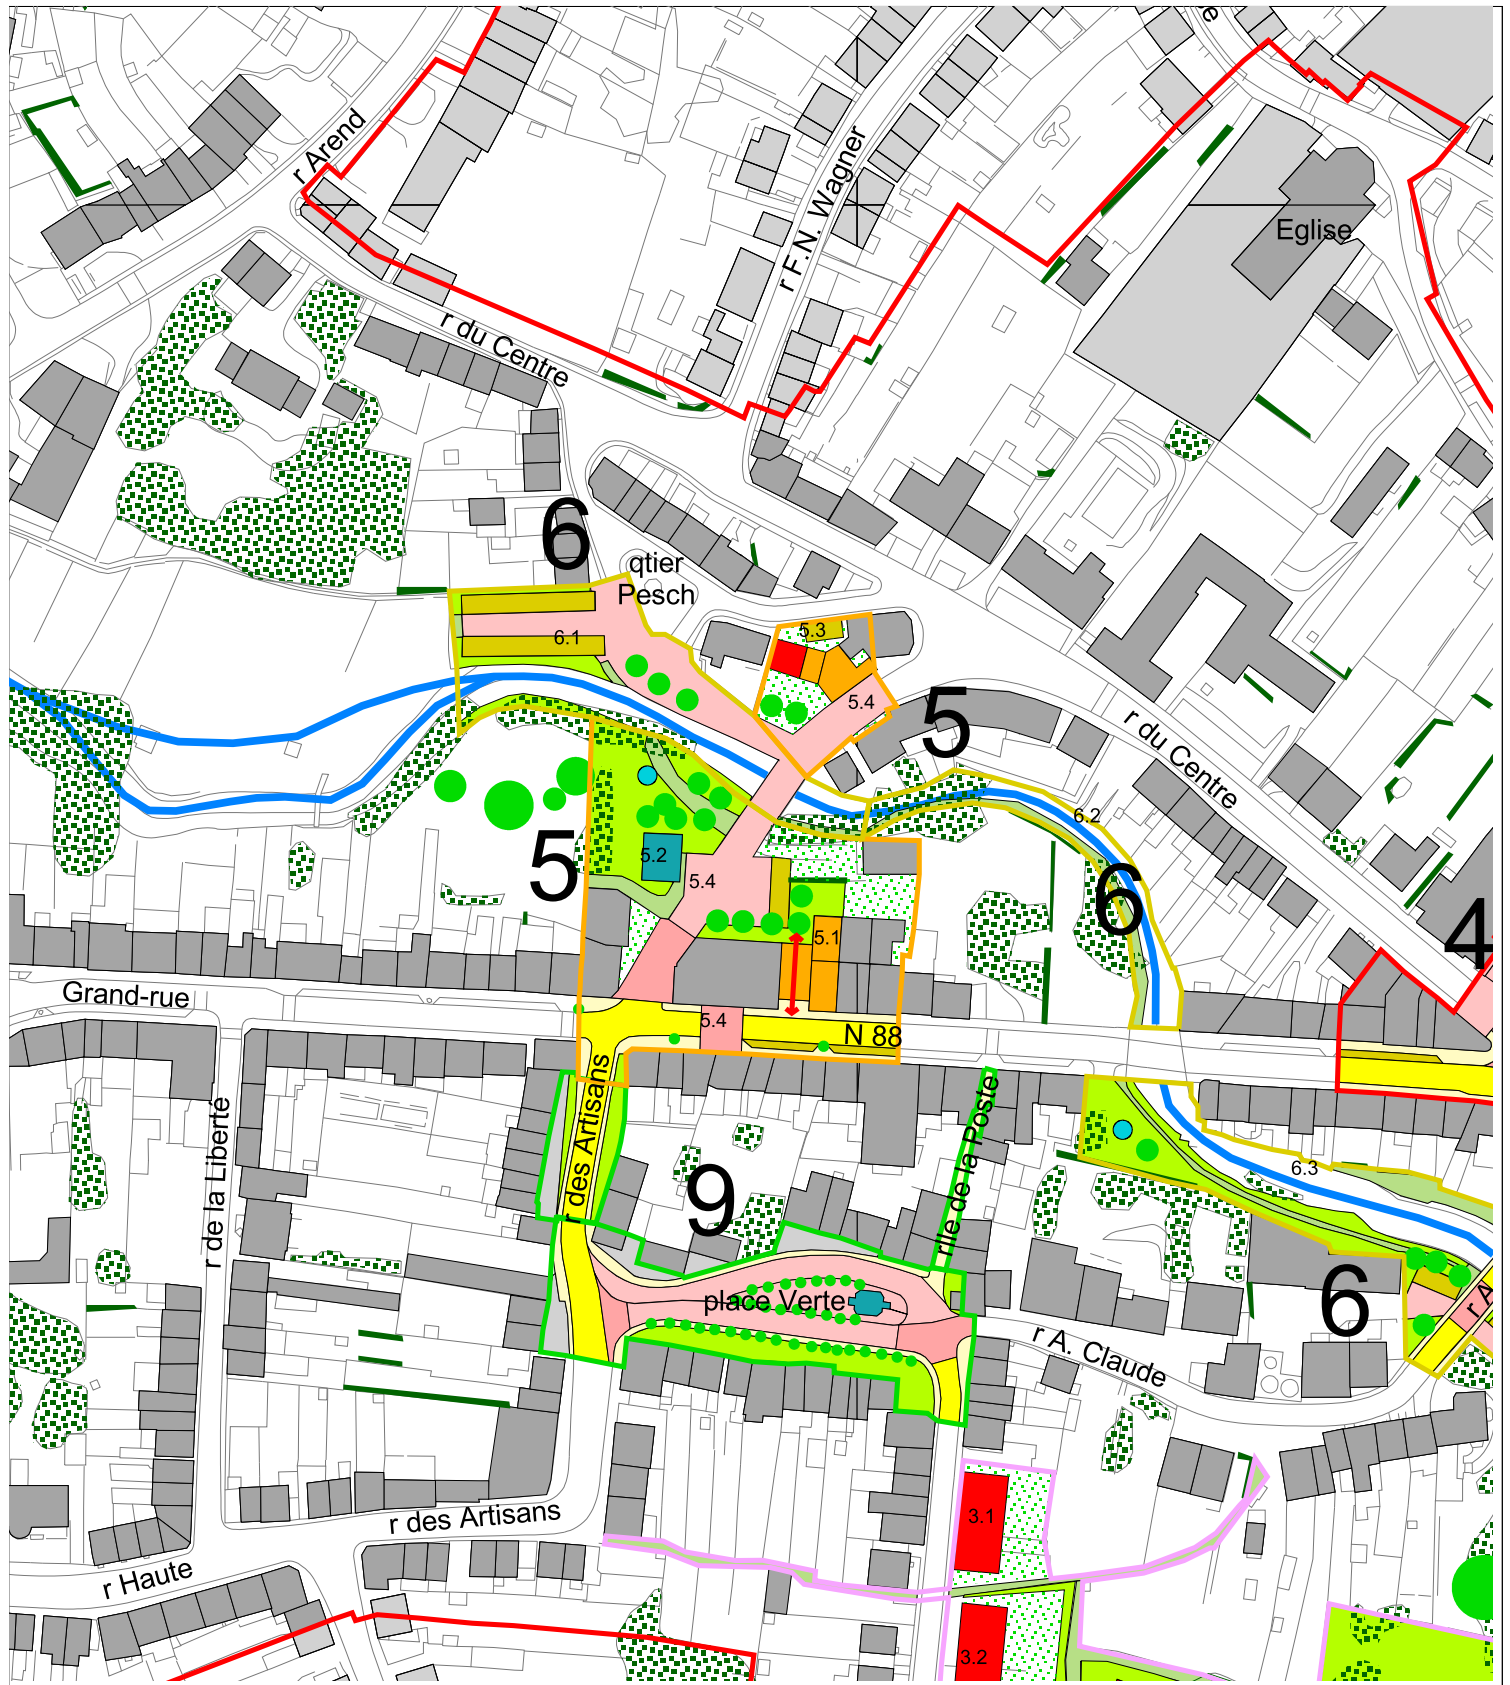 r Arend
r F.N. Wagner
Eglise
r du Centre
6
qtier
Pesch
5.3
6.1
5.4
5
r du Centre
6.2
5
5.2
5.4
6
5.1
4
Grand-rue
5.4
N 88
r des Artisans
rlle de la Poste
r de la Liberté
9
6.3
place Verte
6
r A
r A. Claude
r des Artisans
3.1
r Haute
3.2